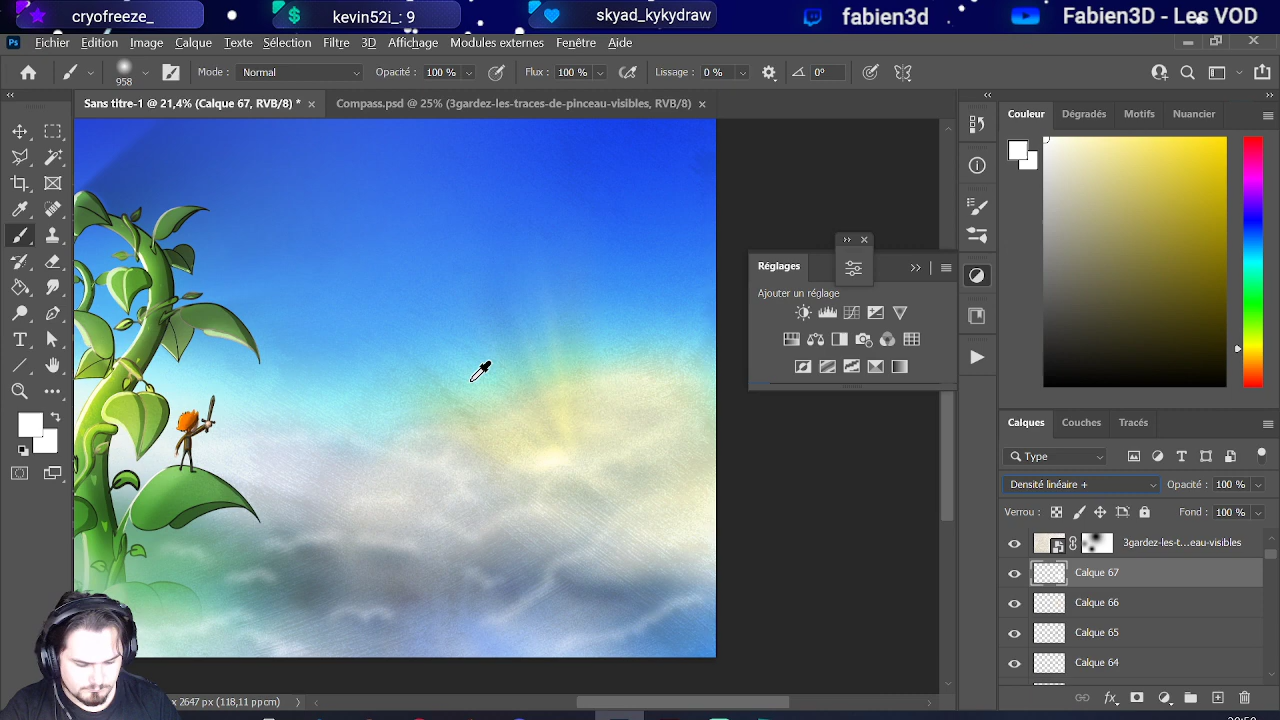 cryofreeze_
kevin52i_: 9
skyad_kykydraw
fabien3d
Fabien3D - Les VOD
Ps Fichier Edition Image Calque Texte Sélection Filtre 3D Affichage Modules externes Fenêtre Aide
958 Mode : Normal Opacité : 100 % Flux : 100 % Lissage : 0 % 0°
Sans titre-1 @ 21,4% (Calque 67, RVB/8) * Compass.psd @ 25% (3gardez-les-traces-de-pinceau-visibles, RVB/8)
Couleur Dégradés Motifs Nuancier
Réglages
Ajouter un réglage
Calques Couches Tracés
Type
Densité linéaire + Opacité : 100 %
Verrou : Fond : 100 %
3gardez-les-t...eau-visibles
Calque 67
Calque 66
Calque 65
Calque 64
x 2647 px (118,11 ppcm)
fx